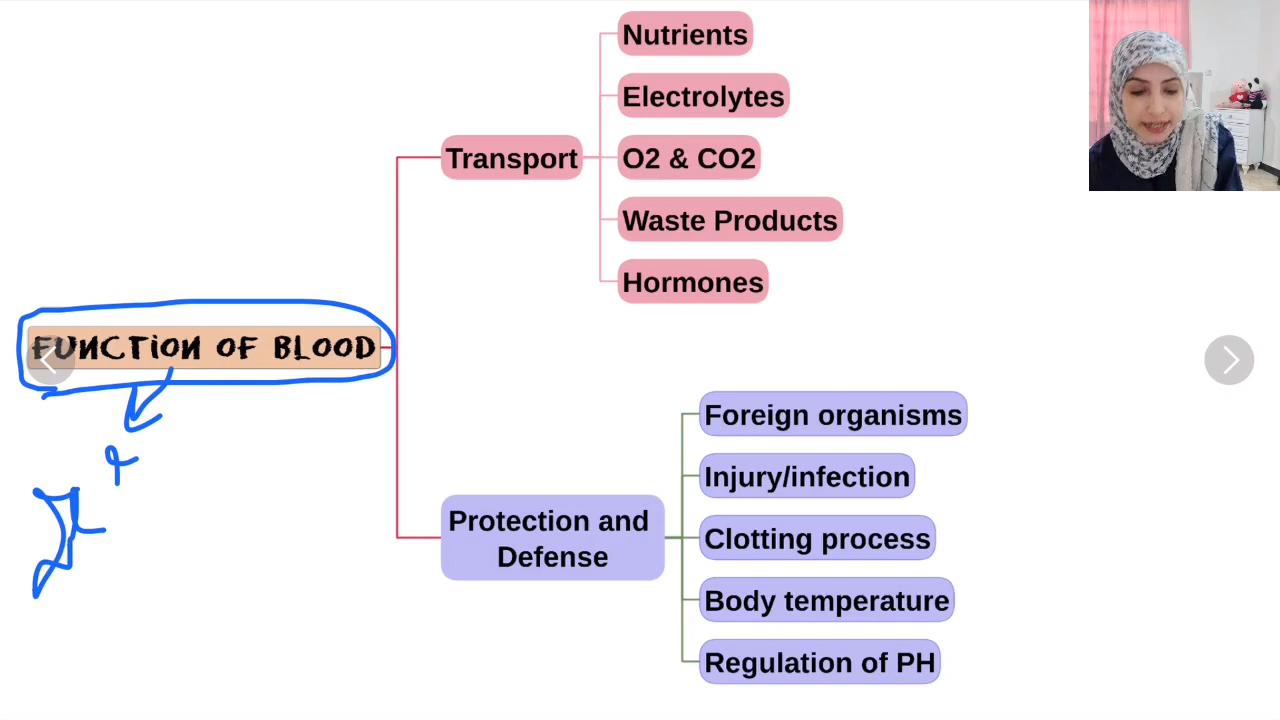 Nutrients
Electrolytes
Transport
O2 & CO2
Waste Products
Hormones
FUNCTION OF BLOOD
Foreign organisms
Injury/infection
Protection and
Defense
Clotting process
Body temperature
Regulation of PH